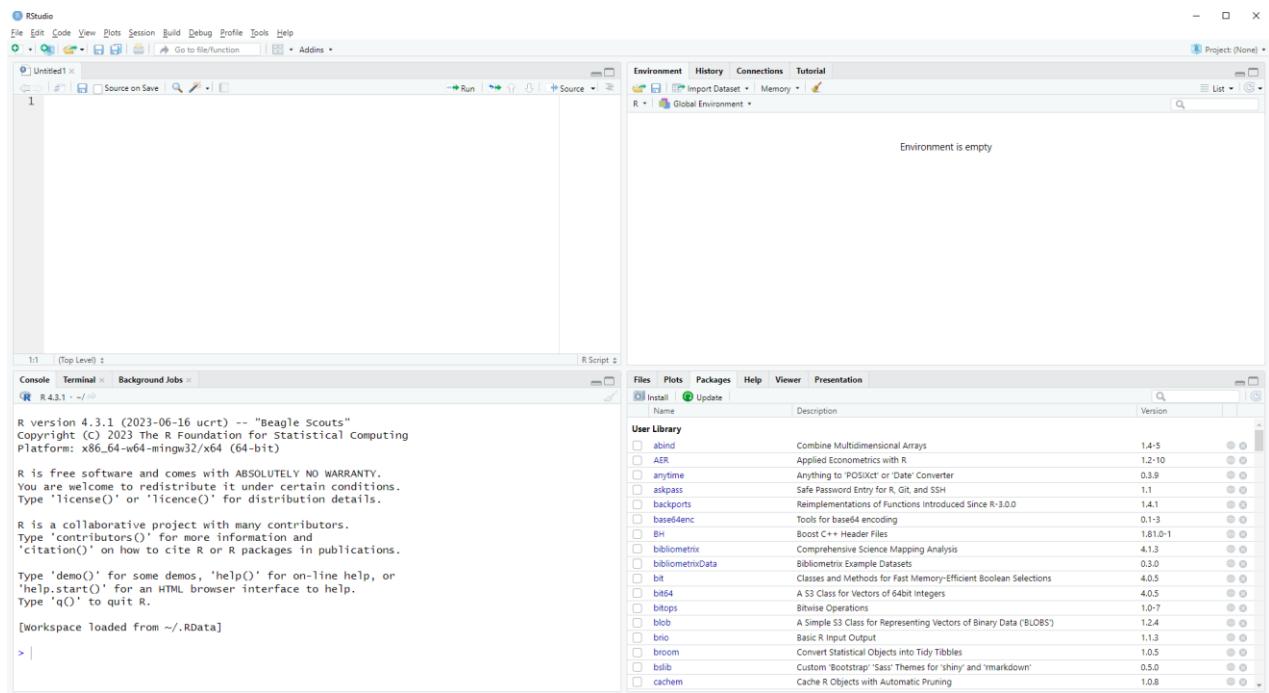 RStudio
File Edit Code View Plots Session Build Debug Profile Tools Help
Go to file/function Addins Project: (None)
Untitled1
Source on Save Run Source
1
1:1 (Top Level) R Script
Console Terminal Background Jobs
R 4.3.1 · ~/
R version 4.3.1 (2023-06-16 ucrt) -- "Beagle Scouts"
Copyright (C) 2023 The R Foundation for Statistical Computing
Platform: x86_64-w64-mingw32/x64 (64-bit)
R is free software and comes with ABSOLUTELY NO WARRANTY.
You are welcome to redistribute it under certain conditions.
Type 'license()' or 'licence()' for distribution details.
R is a collaborative project with many contributors.
Type 'contributors()' for more information and
'citation()' on how to cite R or R packages in publications.
Type 'demo()' for some demos, 'help()' for on-line help, or
'help.start()' for an HTML browser interface to help.
Type 'q()' to quit R.
[Workspace loaded from ~/.RData]
>
Environment History Connections Tutorial
Import Dataset Memory List
R Global Environment
Environment is empty
Files Plots Packages Help Viewer Presentation
Install Update
Name Description Version
User Library
abind Combine Multidimensional Arrays 1.4-5
AER Applied Econometrics with R 1.2-10
anytime Anything to 'POSIXct' or 'Date' Converter 0.3.9
askpass Safe Password Entry for R, Git, and SSH 1.1
backports Reimplementations of Functions Introduced Since R-3.0.0 1.4.1
base64enc Tools for base64 encoding 0.1-3
BH Boost C++ Header Files 1.81.0-1
bibliometrix Comprehensive Science Mapping Analysis 4.1.3
bibliometrixData Bibliometrix Example Datasets 0.3.0
bit Classes and Methods for Fast Memory-Efficient Boolean Selections 4.0.5
bit64 A S3 Class for Vectors of 64bit Integers 4.0.5
bitops Bitwise Operations 1.0-7
blob A Simple S3 Class for Representing Vectors of Binary Data ('BLOBS') 1.2.4
brio Basic R Input Output 1.1.3
broom Convert Statistical Objects into Tidy Tibbles 1.0.5
bslib Custom 'Bootstrap' 'Sass' Themes for 'shiny' and 'rmarkdown' 0.5.0
cachem Cache R Objects with Automatic Pruning 1.0.8